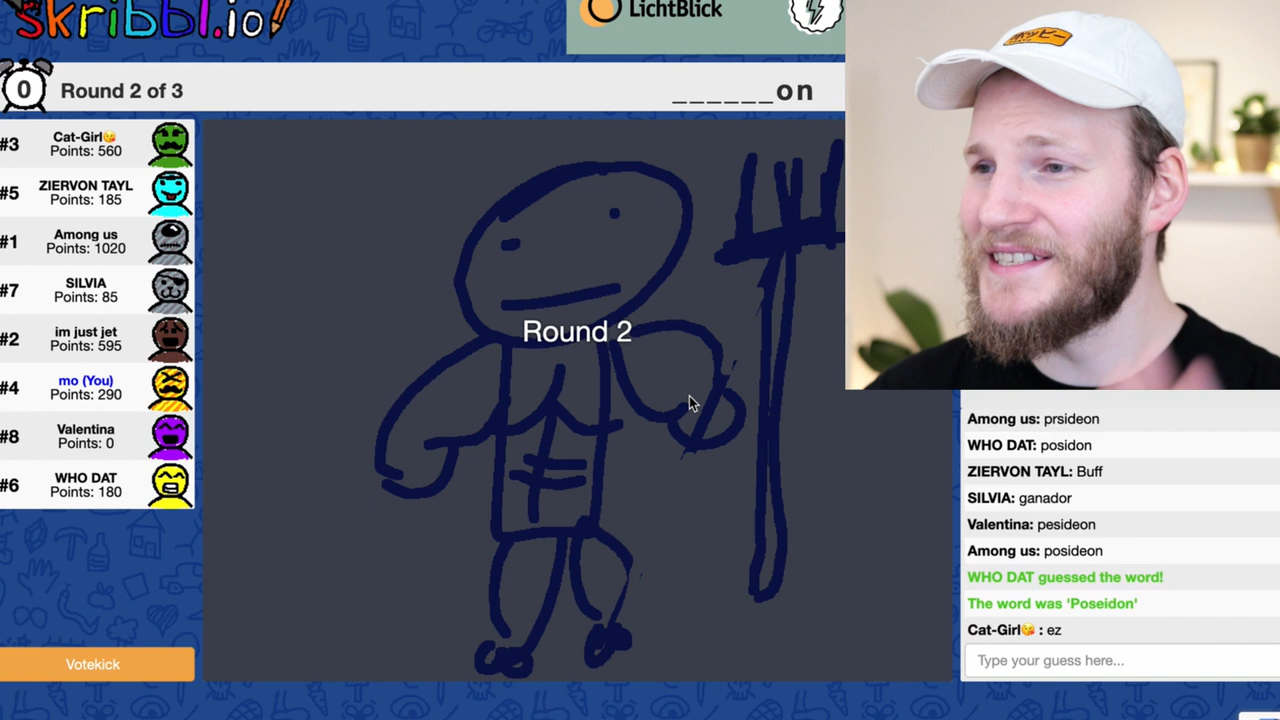 skribbl.io
LichtBlick
0
Round 2 of 3
______on
#3
Cat-Girl😘
Points: 560
#5
ZIERVON TAYL
Points: 185
#1
Among us
Points: 1020
#7
SILVIA
Points: 85
#2
im just jet
Points: 595
#4
mo (You)
Points: 290
#8
Valentina
Points: 0
#6
WHO DAT
Points: 180
Votekick
Round 2
Among us: prsideon
WHO DAT: posidon
ZIERVON TAYL: Buff
SILVIA: ganador
Valentina: pesideon
Among us: posideon
WHO DAT guessed the word!
The word was 'Poseidon'
Cat-Girl😘 : ez
Type your guess here...